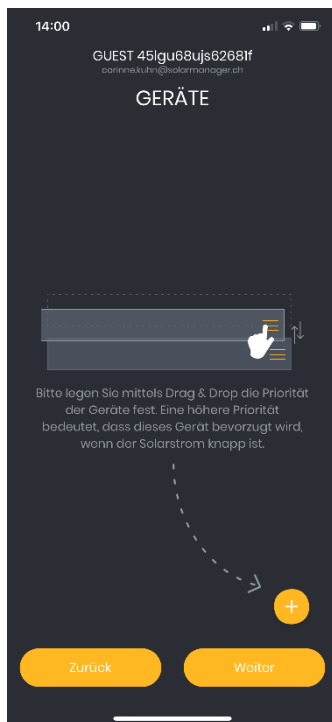 14:00
GUEST 45lgu68ujs62681f
corinne.kuhn@solarmanager.ch
GERÄTE
Bitte legen Sie mittels Drag & Drop die Priorität
der Geräte fest. Eine höhere Priorität
bedeutet, dass dieses Gerät bevorzugt wird,
wenn der Solarstrom knapp ist.
+
Zurück
Weiter